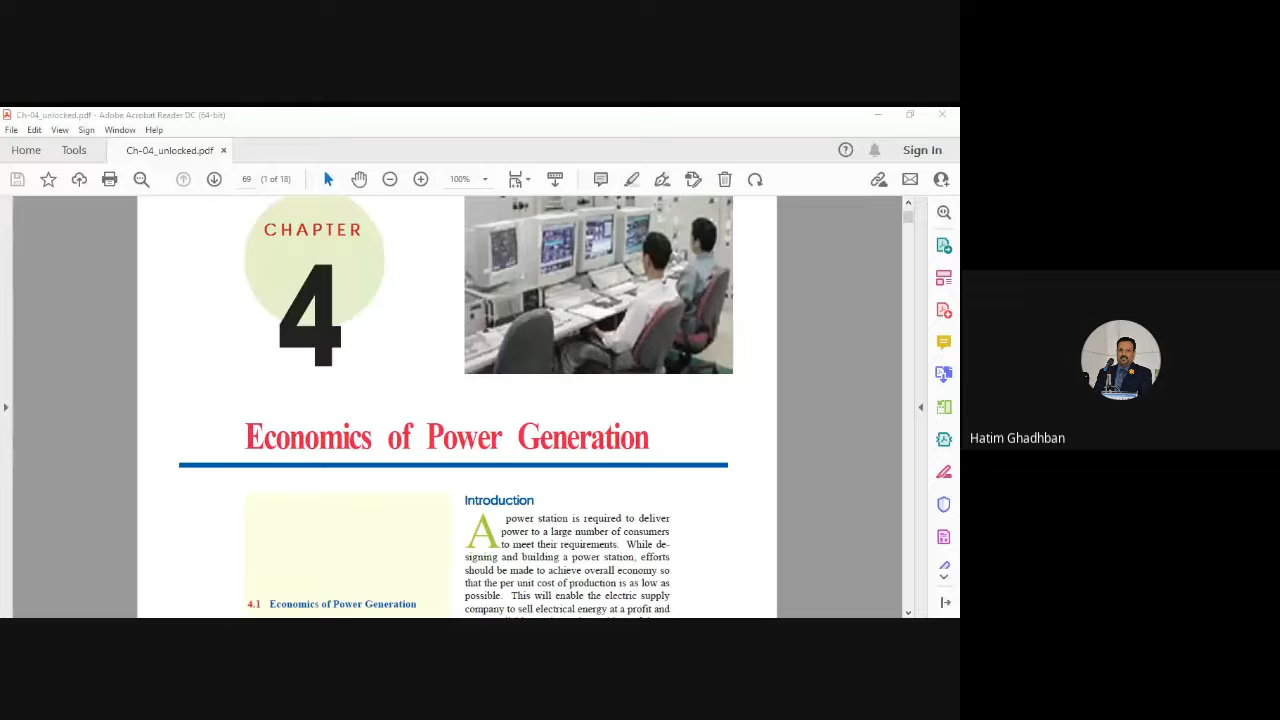 Ch-04_unlocked.pdf - Adobe Acrobat Reader DC (64-bit)
File Edit View Sign Window Help
Home Tools Ch-04_unlocked.pdf × Sign In
69 (1 of 18) 100%
CHAPTER
4
Economics of Power Generation
4.1 Economics of Power Generation
Introduction
A power station is required to deliver
power to a large number of consumers
to meet their requirements. While de-
signing and building a power station, efforts
should be made to achieve overall economy so
that the per unit cost of production is as low as
possible. This will enable the electric supply
company to sell electrical energy at a profit and
Hatim Ghadhban